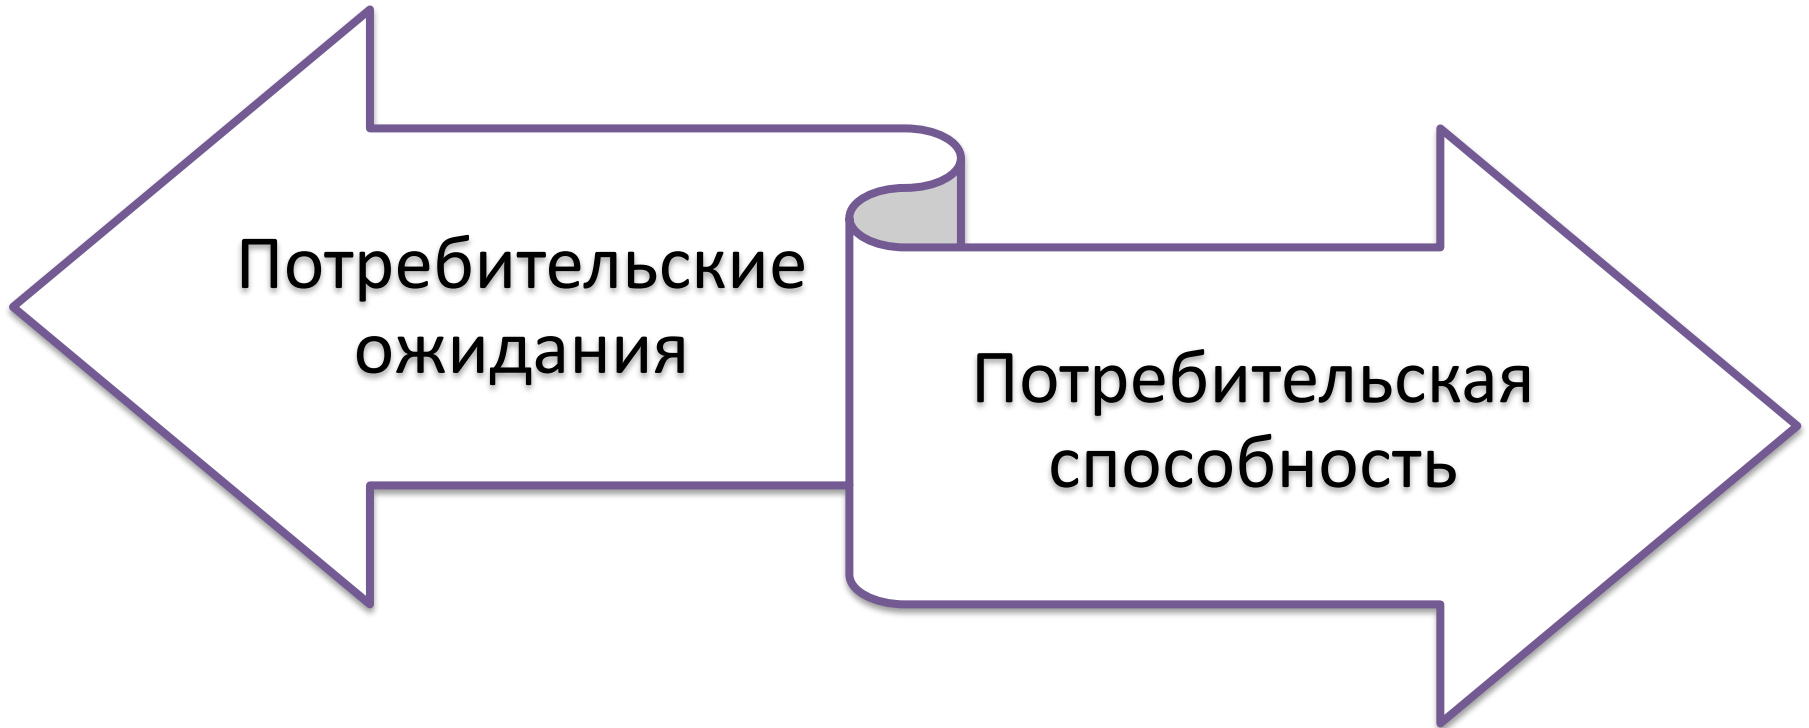 Потребительские
ожидания
Потребительская
способность